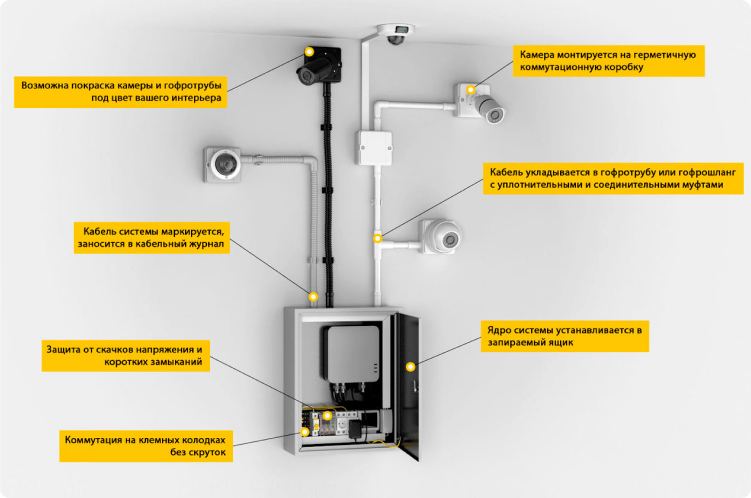 Камера монтируется на герметичную
коммутационную коробку
Возможна покраска камеры и гофротрубы
под цвет вашего интерьера
Кабель укладывается в гофротрубу или гофрошланг
с уплотнительными и соединительными муфтами
Кабель системы маркируется,
заносится в кабельный журнал
Ядро системы устанавливается в
запираемый ящик
Защита от скачков напряжения и
коротких замыканий
Коммутация на клемных колодках
без скруток